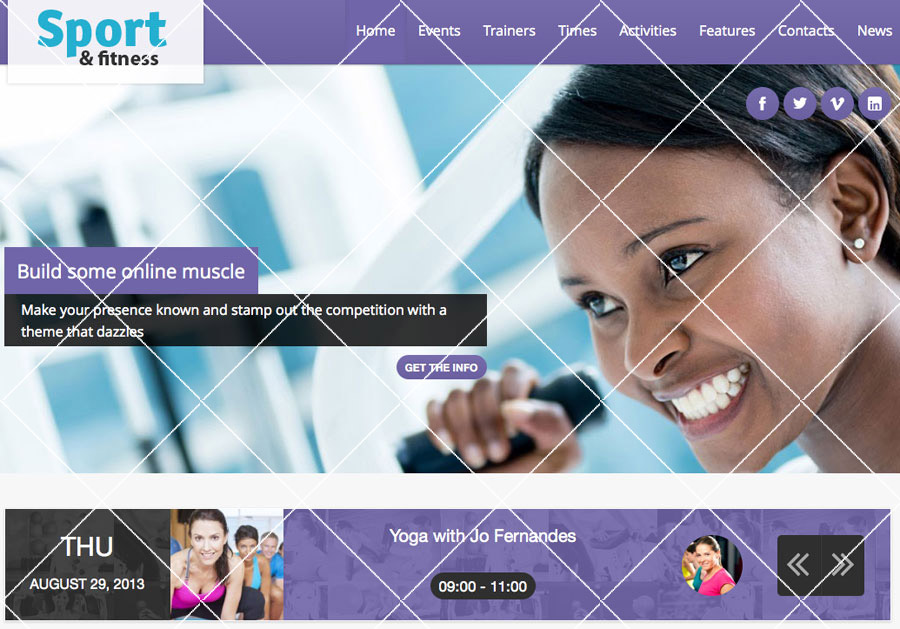 Sport
& fitness
Home Events Trainers Times Activities Features Contacts News
Build some online muscle
Make your presence known and stamp out the competition with a
theme that dazzles
GET THE INFO
THU
AUGUST 29, 2013
Yoga with Jo Fernandes
09:00 - 11:00